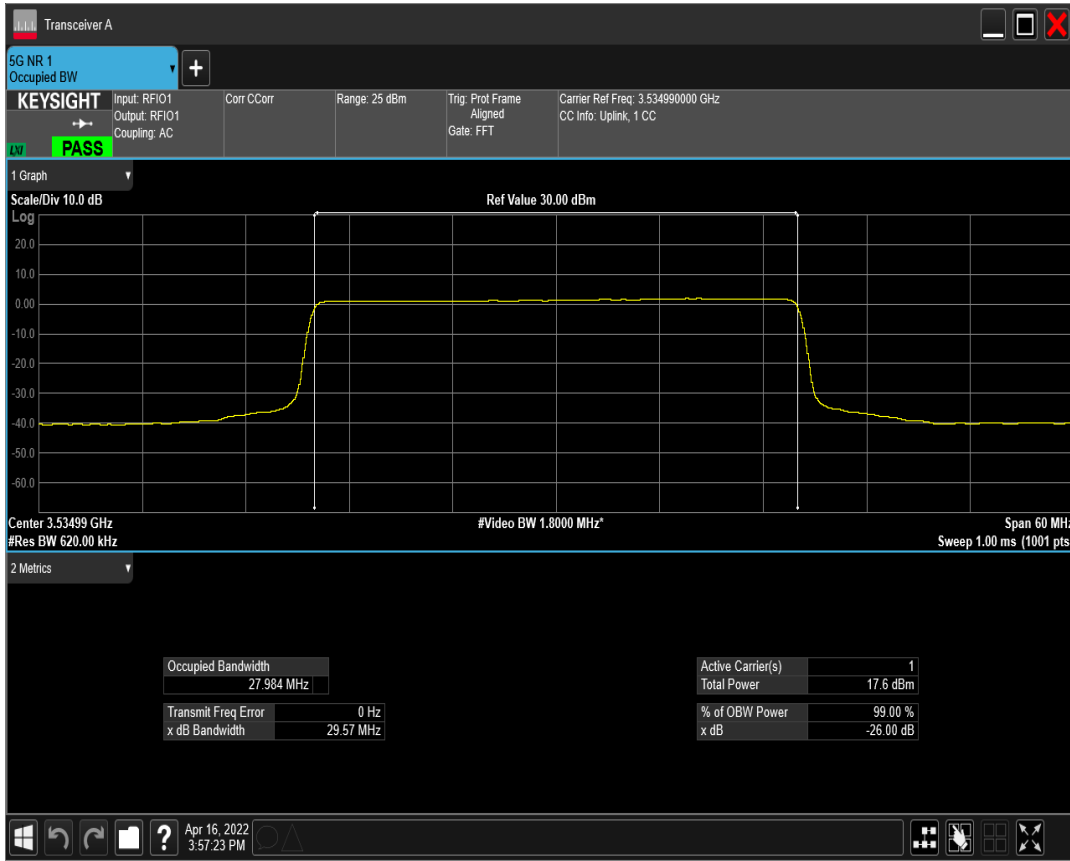 Transceiver A
5G NR 1
Occupied BW
+
KEYSIGHT
LXI
PASS
Input: RFIO1
Output: RFIO1
Coupling: AC
Corr CCorr
Range: 25 dBm
Trig: Prot Frame
Aligned
Gate: FFT
Carrier Ref Freq: 3.534990000 GHz
CC Info: Uplink, 1 CC
1 Graph
Scale/Div 10.0 dB
Ref Value 30.00 dBm
Log
20.0
10.0
0.00
-10.0
-20.0
-30.0
-40.0
-50.0
-60.0
Center 3.53499 GHz
#Video BW 1.8000 MHz*
Span 60 MHz
#Res BW 620.00 kHz
Sweep 1.00 ms (1001 pts
2 Metrics
Occupied Bandwidth
27.984 MHz
Transmit Freq Error 0 Hz
x dB Bandwidth 29.57 MHz
Active Carrier(s) 1
Total Power 17.6 dBm
% of OBW Power 99.00 %
x dB -26.00 dB
?
Apr 16, 2022
3:57:23 PM